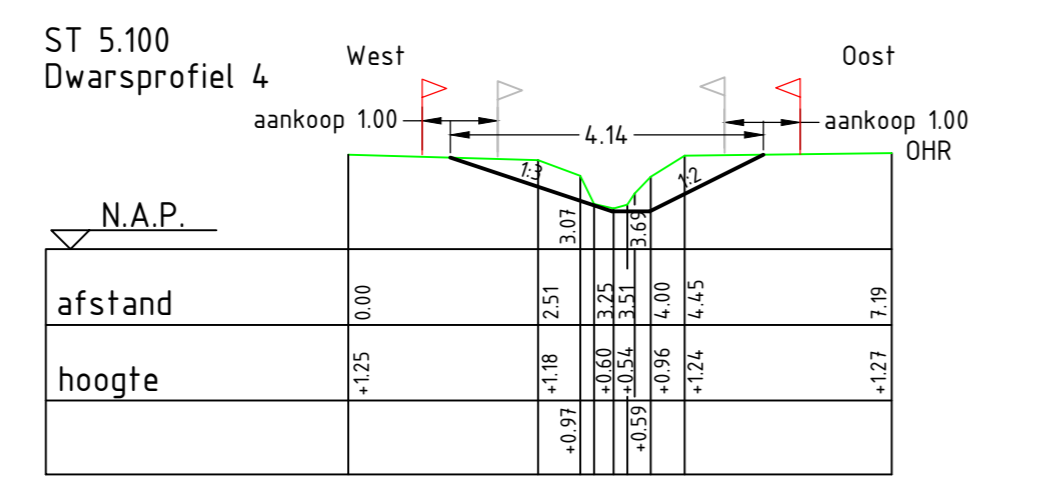 ST 5.100
Dwarsprofiel 4
West
Oost
aankoop 1.00
4.14
aankoop 1.00
OHR
1:3
1:2
N.A.P.
3.07
3.69
afstand
0.00
2.51
3.25
3.51
4.00
4.45
7.19
hoogte
+1.25
+1.18
+0.60
+0.54
+0.96
+1.24
+1.27
+0.97
+0.59